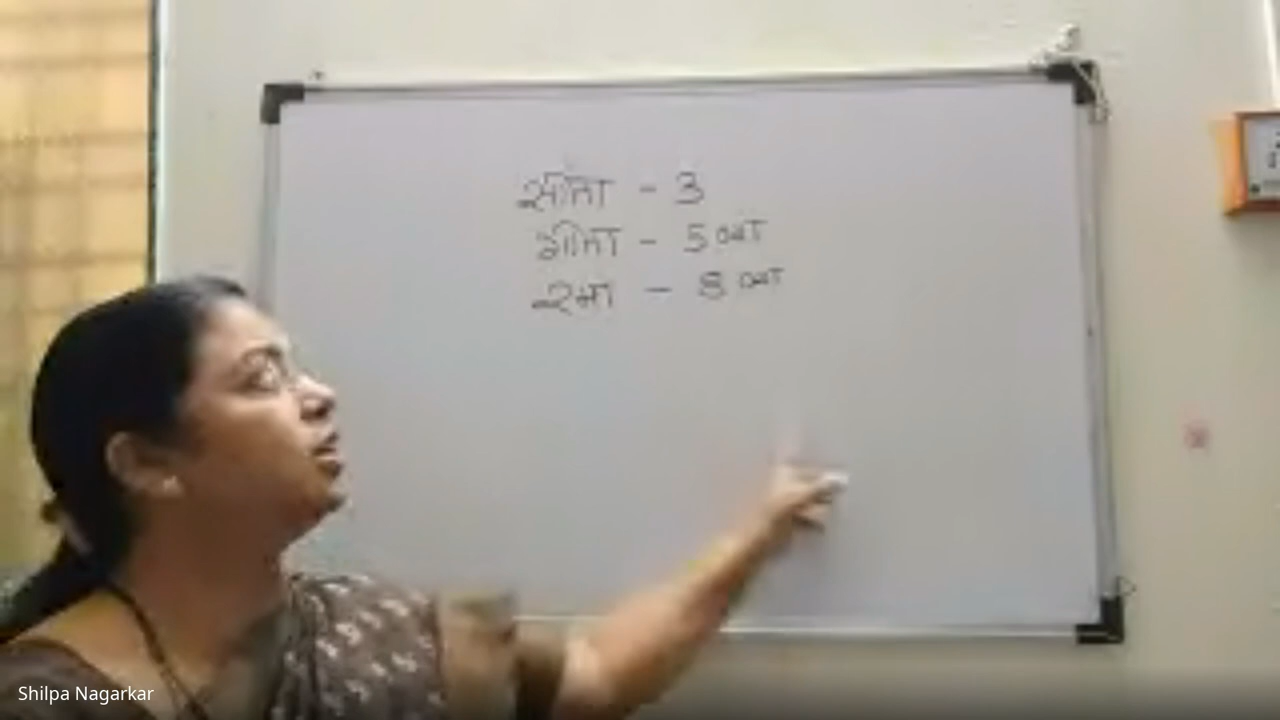 सीता - 3
गीता - 5 व्या
रमा - 8 व्या
Shilpa Nagarkar